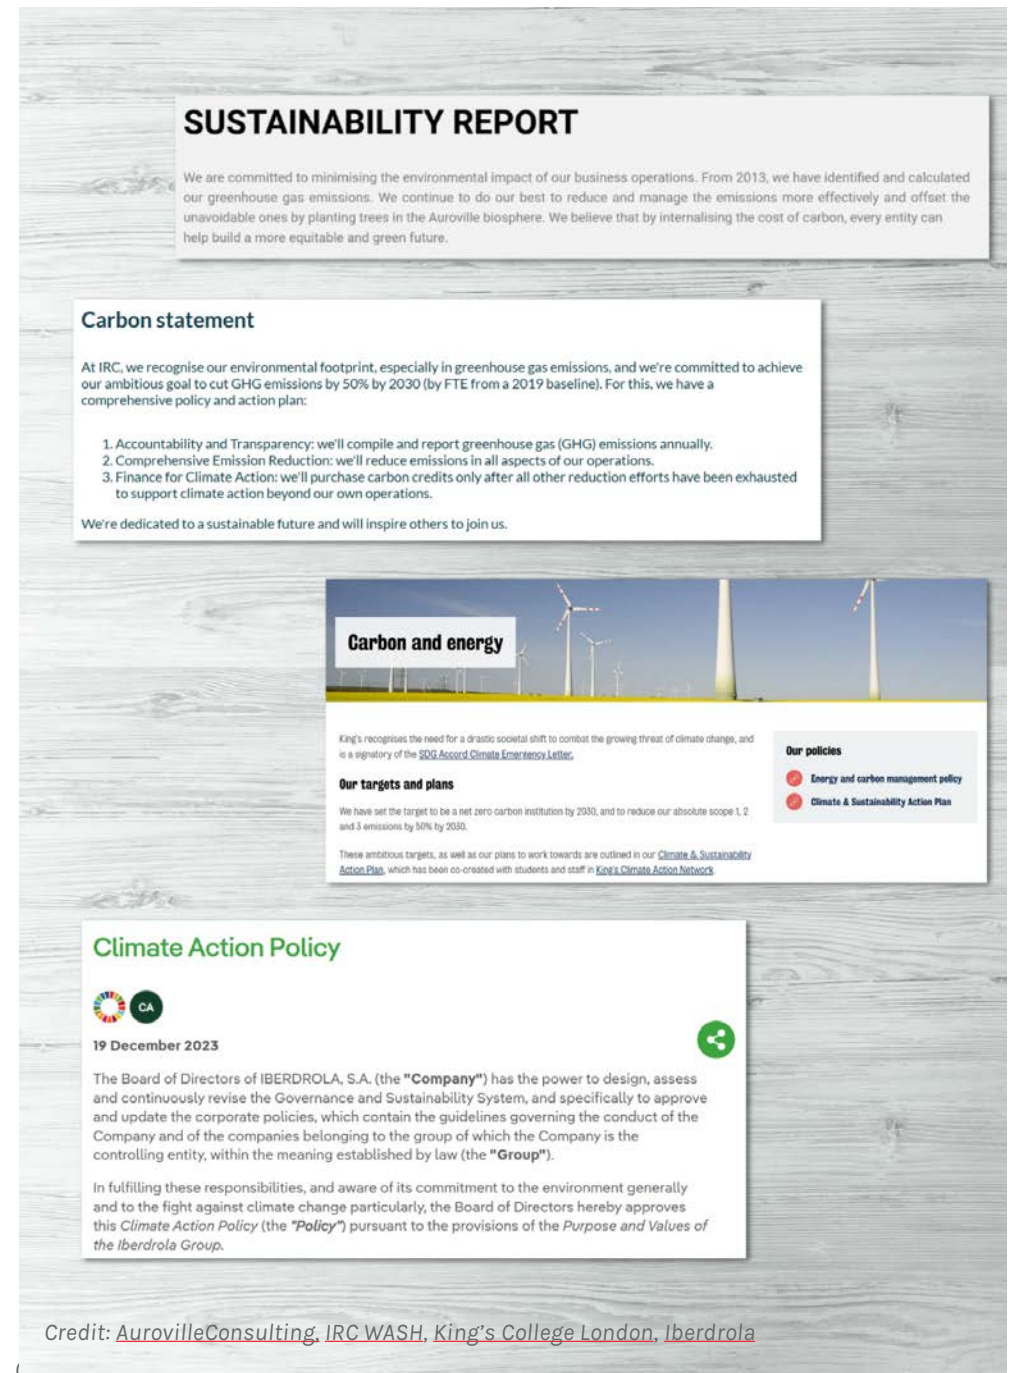 SUSTAINABILITY REPORT
We are committed to minimising the environmental impact of our business operations. From 2013, we have identified and calculated
our greenhouse gas emissions. We continue to do our best to reduce and manage the emissions more effectively and offset the
unavoidable ones by planting trees in the Auroville biosphere. We believe that by internalising the cost of carbon, every entity can
help build a more equitable and green future.
Carbon statement
At IRC, we recognise our environmental footprint, especially in greenhouse gas emissions, and we're committed to achieve
our ambitious goal to cut GHG emissions by 50% by 2030 (by FTE from a 2019 baseline). For this, we have a
comprehensive policy and action plan:
1. Accountability and Transparency: we'll compile and report greenhouse gas (GHG) emissions annually.
2. Comprehensive Emission Reduction: we'll reduce emissions in all aspects of our operations.
3. Finance for Climate Action: we'll purchase carbon credits only after all other reduction efforts have been exhausted
to support climate action beyond our own operations.
We're dedicated to a sustainable future and will inspire others to join us.
Carbon and energy
King's recognises the need for a drastic societal shift to combat the growing threat of climate change, and
is a signatory of the SDG Accord Climate Emergency Letter.
Our targets and plans
We have set the target to be a net zero carbon institution by 2030, and to reduce our absolute scope 1, 2
and 3 emissions by 50% by 2030.
These ambitious targets, as well as our plans to work towards are outlined in our Climate & Sustainability
Action Plan, which has been co-created with students and staff in King's Climate Action Network.
Our policies
Energy and carbon management policy
Climate & Sustainability Action Plan
Climate Action Policy
CA
19 December 2023
The Board of Directors of IBERDROLA, S.A. (the "Company") has the power to design, assess
and continuously revise the Governance and Sustainability System, and specifically to approve
and update the corporate policies, which contain the guidelines governing the conduct of the
Company and of the companies belonging to the group of which the Company is the
controlling entity, within the meaning established by law (the "Group").
In fulfilling these responsibilities, and aware of its commitment to the environment generally
and to the fight against climate change particularly, the Board of Directors hereby approves
this Climate Action Policy (the "Policy") pursuant to the provisions of the Purpose and Values of
the Iberdrola Group.
Credit: AurovilleConsulting, IRC WASH, King's College London, Iberdrola